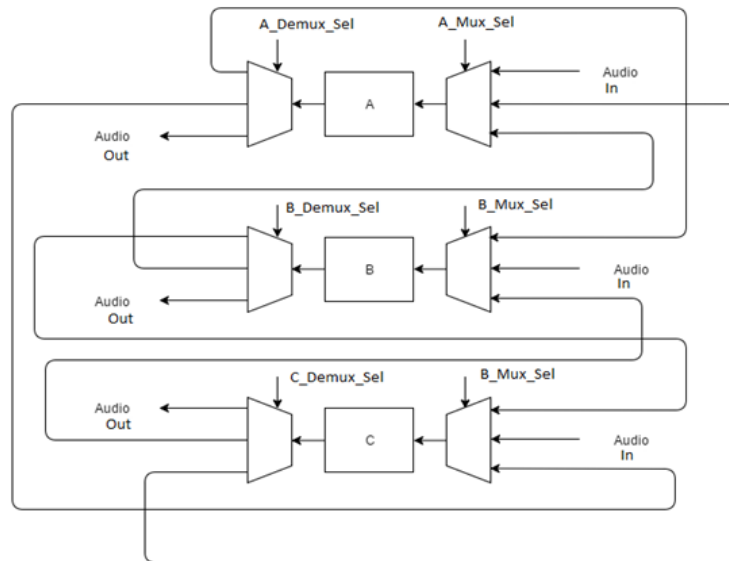 A_Demux_Sel
A_Mux_Sel
Audio
In
A
Audio
Out
B_Demux_Sel
B_Mux_Sel
B
Audio
In
Audio
Out
C_Demux_Sel
B_Mux_Sel
Audio
Out
C
Audio
In